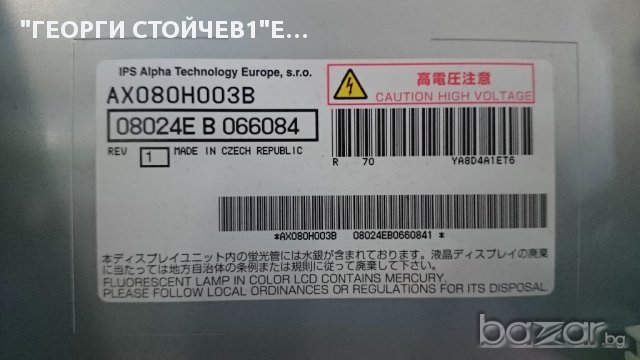 "ГЕОРГИ СТОЙЧЕВ1"Е...
IPS Alpha Technology Europe, s.r.o.
AX080H003B
08024E B 066084
REV 1 MADE IN CZECH REPUBLIC
高電圧注意
CAUTION HIGH VOLTAGE
R 70 YA8D4A1ET6
*AX080H003B 08024EB0660841 *
本ディスプレイユニット内の蛍光管には水銀が含まれております。液晶ディスプレイの廃棄
に当たっては地方自治体の条例または規則に従って廃棄して下さい。
FLUORESCENT LAMP IN COLOR LCD CONTAINS MERCURY.
PLEASE FOLLOW LOCAL ORDINANCES OR REGULATIONS FOR ITS DISPOSAL
bazar.bg